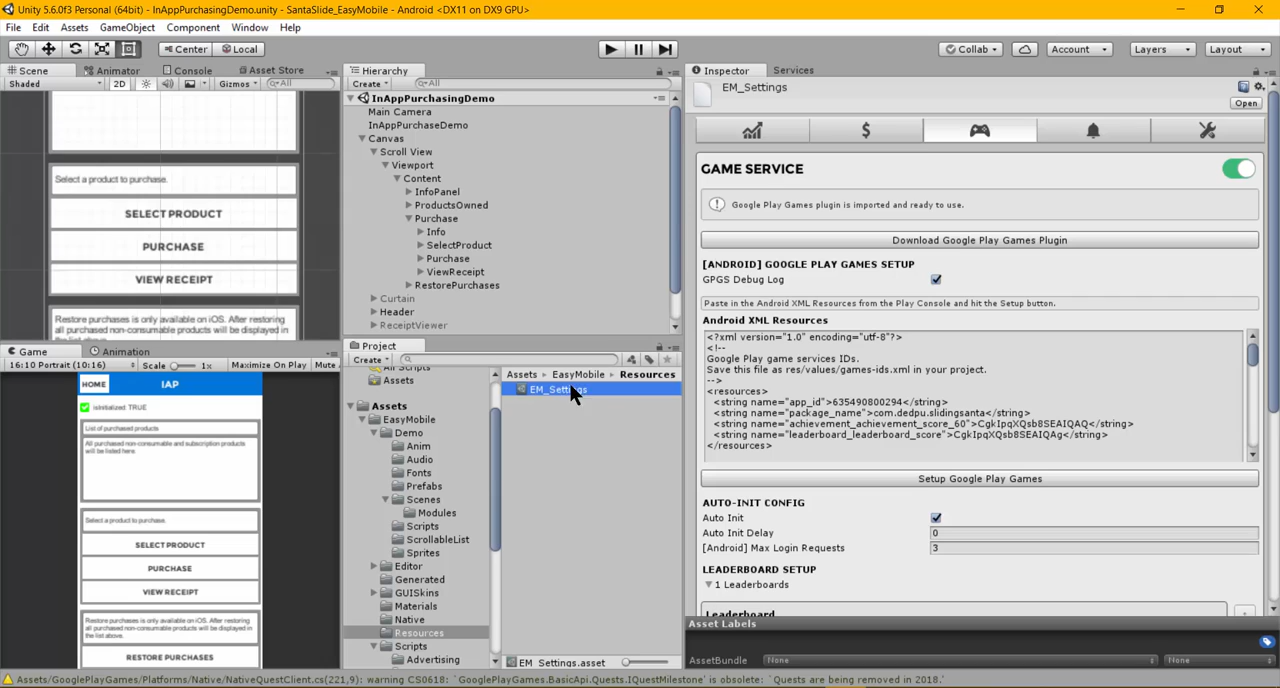 Unity 5.6.0f3 Personal (64bit) - InAppPurchasingDemo.unity - SantaSlide_EasyMobile - Android <DX11 on DX9 GPU>
File Edit Assets GameObject Component Window Help
Center Local Collab Account Layers Layout
Scene Animator Console Asset Store
Shaded 2D Gizmos All
Select a product to purchase.
SELECT PRODUCT
PURCHASE
VIEW RECEIPT
Restore purchases is only available on iOS. After restoring
all purchased non-consumable products will be displayed in
the list above.
Game Animation
16:10 Portrait (10:16) Scale 1x Maximize On Play Mute
HOME IAP
isInitialized: TRUE
List of purchased products
All purchased non-consumable and subscription products
will be listed here.
Select a product to purchase.
SELECT PRODUCT
PURCHASE
VIEW RECEIPT
Restore purchases is only available on iOS. After restoring
all purchased non-consumable products will be displayed in
the list above.
RESTORE PURCHASES
Hierarchy
Create All
InAppPurchasingDemo
Main Camera
InAppPurchaseDemo
Canvas
Scroll View
Viewport
Content
InfoPanel
ProductsOwned
Purchase
Info
SelectProduct
Purchase
ViewReceipt
RestorePurchases
Curtain
Header
ReceiptViewer
Project
Create
All Scripts
Assets
Assets
EasyMobile
Demo
Anim
Audio
Fonts
Prefabs
Scenes
Modules
Scripts
ScrollableList
Sprites
Editor
Generated
GUISkins
Materials
Native
Resources
Scripts
Advertising
Assets EasyMobile Resources
EM_Settings
EM_Settings.asset
Inspector Services
EM_Settings
Open
$
GAME SERVICE
Google Play Games plugin is imported and ready to use.
Download Google Play Games Plugin
[ANDROID] GOOGLE PLAY GAMES SETUP
GPGS Debug Log
Paste in the Android XML Resources from the Play Console and hit the Setup button.
Android XML Resources
<?xml version="1.0" encoding="utf-8"?>
<!--
Google Play game services IDs.
Save this file as res/values/games-ids.xml in your project.
-->
<resources>
<string name="app_id">635490800294</string>
<string name="package_name">com.dedpu.slidingsanta</string>
<string name="achievement_achievement_score_60">CgkIpqXQsb8SEAIQAQ</string>
<string name="leaderboard_leaderboard_score">CgkIpqXQsb8SEAIQAg</string>
</resources>
Setup Google Play Games
AUTO-INIT CONFIG
Auto Init
Auto Init Delay 0
[Android] Max Login Requests 3
LEADERBOARD SETUP
1 Leaderboards
Leaderboard
Asset Labels
AssetBundle None None
Assets/GooglePlayGames/Platforms/Native/NativeQuestClient.cs(221,9): warning CS0618: `GooglePlayGames.BasicApi.Quests.IQuestMilestone' is obsolete: `Quests are being removed in 2018.'